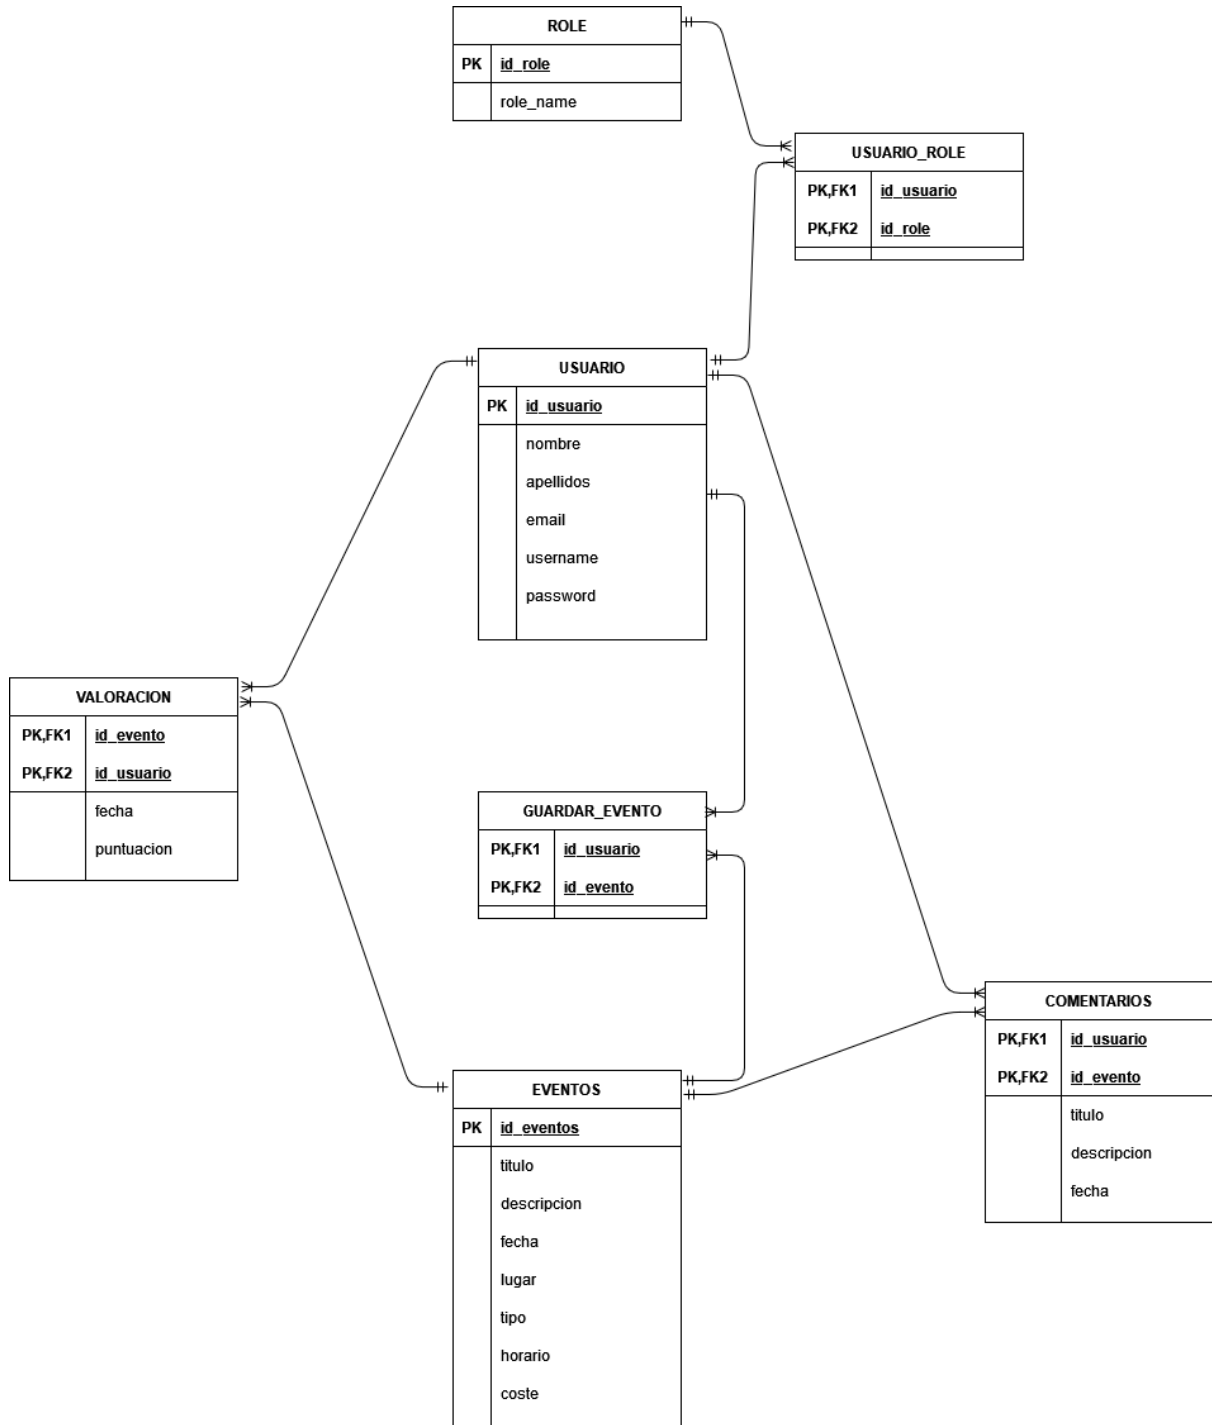 ROLE
PK id_role
role_name
USUARIO_ROLE
PK,FK1 id_usuario
PK,FK2 id_role
USUARIO
PK id_usuario
nombre
apellidos
email
username
password
VALORACION
PK,FK1 id_evento
PK,FK2 id_usuario
fecha
puntuacion
GUARDAR_EVENTO
PK,FK1 id_usuario
PK,FK2 id_evento
COMENTARIOS
PK,FK1 id_usuario
PK,FK2 id_evento
titulo
descripcion
fecha
EVENTOS
PK id_eventos
titulo
descripcion
fecha
lugar
tipo
horario
coste